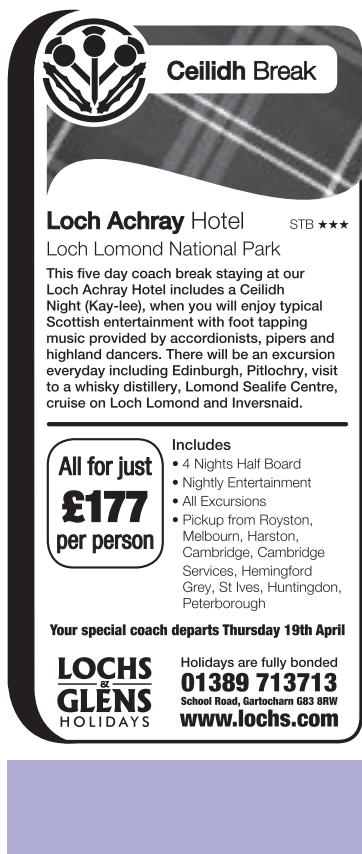 Ceilidh Break
Loch Achray Hotel STB ★★★
Loch Lomond National Park
This five day coach break staying at our
Loch Achray Hotel includes a Ceilidh
Night (Kay-lee), when you will enjoy typical
Scottish entertainment with foot tapping
music provided by accordionists, pipers and
highland dancers. There will be an excursion
everyday including Edinburgh, Pitlochry, visit
to a whisky distillery, Lomond Sealife Centre,
cruise on Loch Lomond and Inversnaid.
All for just
£177
per person
Includes
• 4 Nights Half Board
• Nightly Entertainment
• All Excursions
• Pickup from Royston,
Melbourn, Harston,
Cambridge, Cambridge
Services, Hemingford
Grey, St Ives, Huntingdon,
Peterborough
Your special coach departs Thursday 19th April
LOCHS
&
GLENS
HOLIDAYS
Holidays are fully bonded
01389 713713
School Road, Gartocharn G83 8RW
www.lochs.com